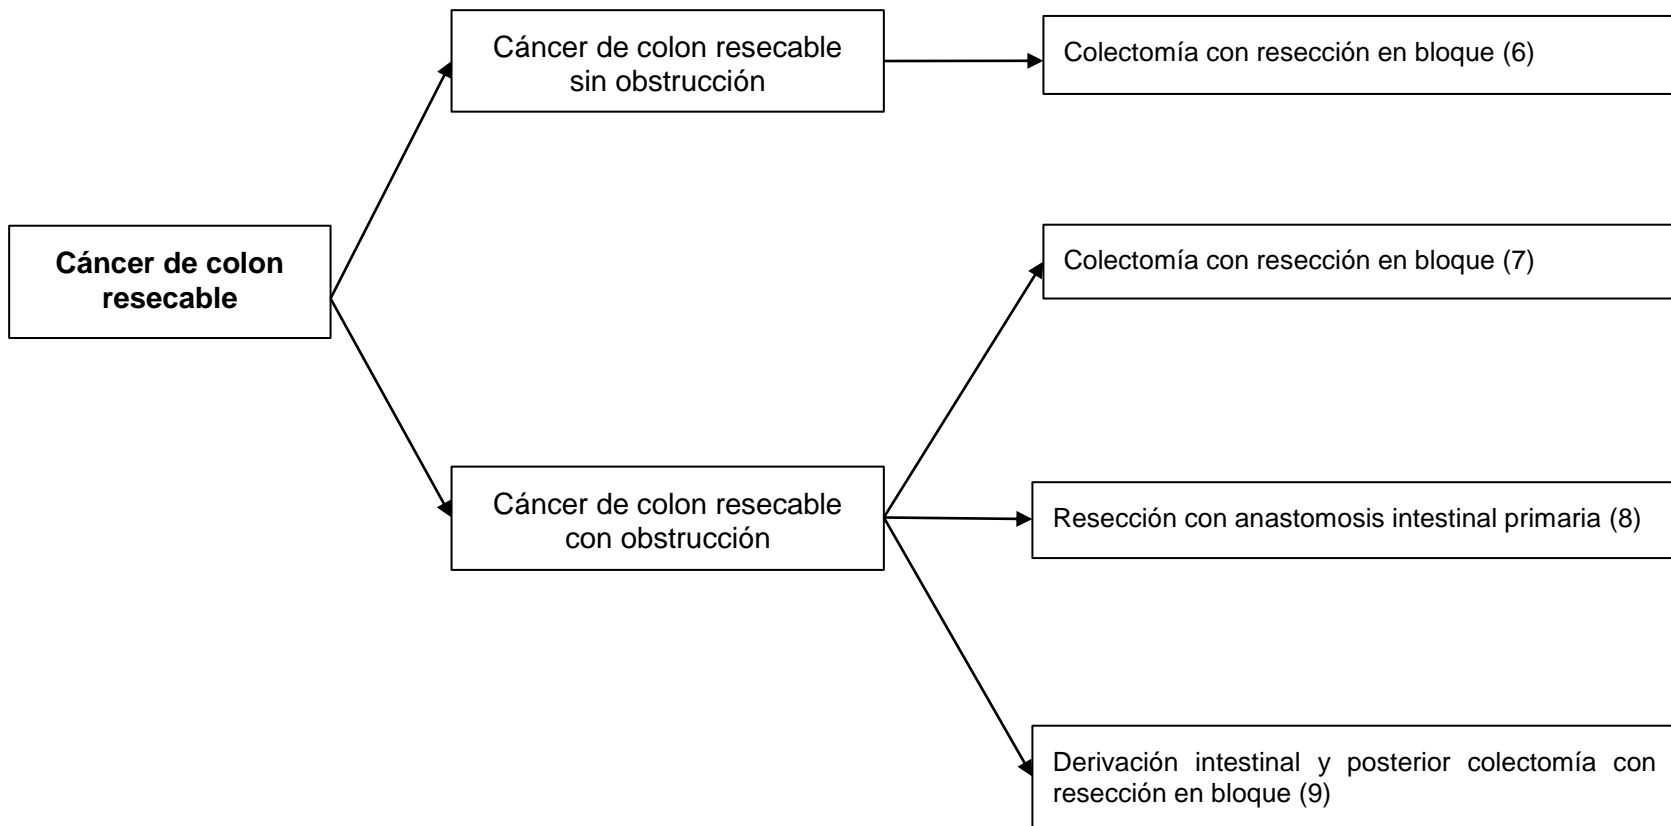 Cáncer de colon resecable
sin obstrucción
Colectomía con resección en bloque (6)
Cáncer de colon
resecable
Colectomía con resección en bloque (7)
Cáncer de colon resecable
con obstrucción
Resección con anastomosis intestinal primaria (8)
Derivación intestinal y posterior colectomía con
resección en bloque (9)